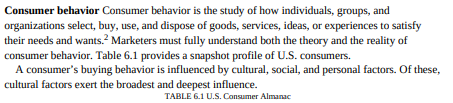 Consumer behavior Consumer behavior is the study of how individuals, groups, and
organizations select, buy, use, and dispose of goods, services, ideas, or experiences to satisfy
their needs and wants.² Marketers must fully understand both the theory and the reality of
consumer behavior. Table 6.1 provides a snapshot profile of U.S. consumers.
A consumer's buying behavior is influenced by cultural, social, and personal factors. Of these,
cultural factors exert the broadest and deepest influence.
TABLE 6.1 U.S. Consumer Almanac